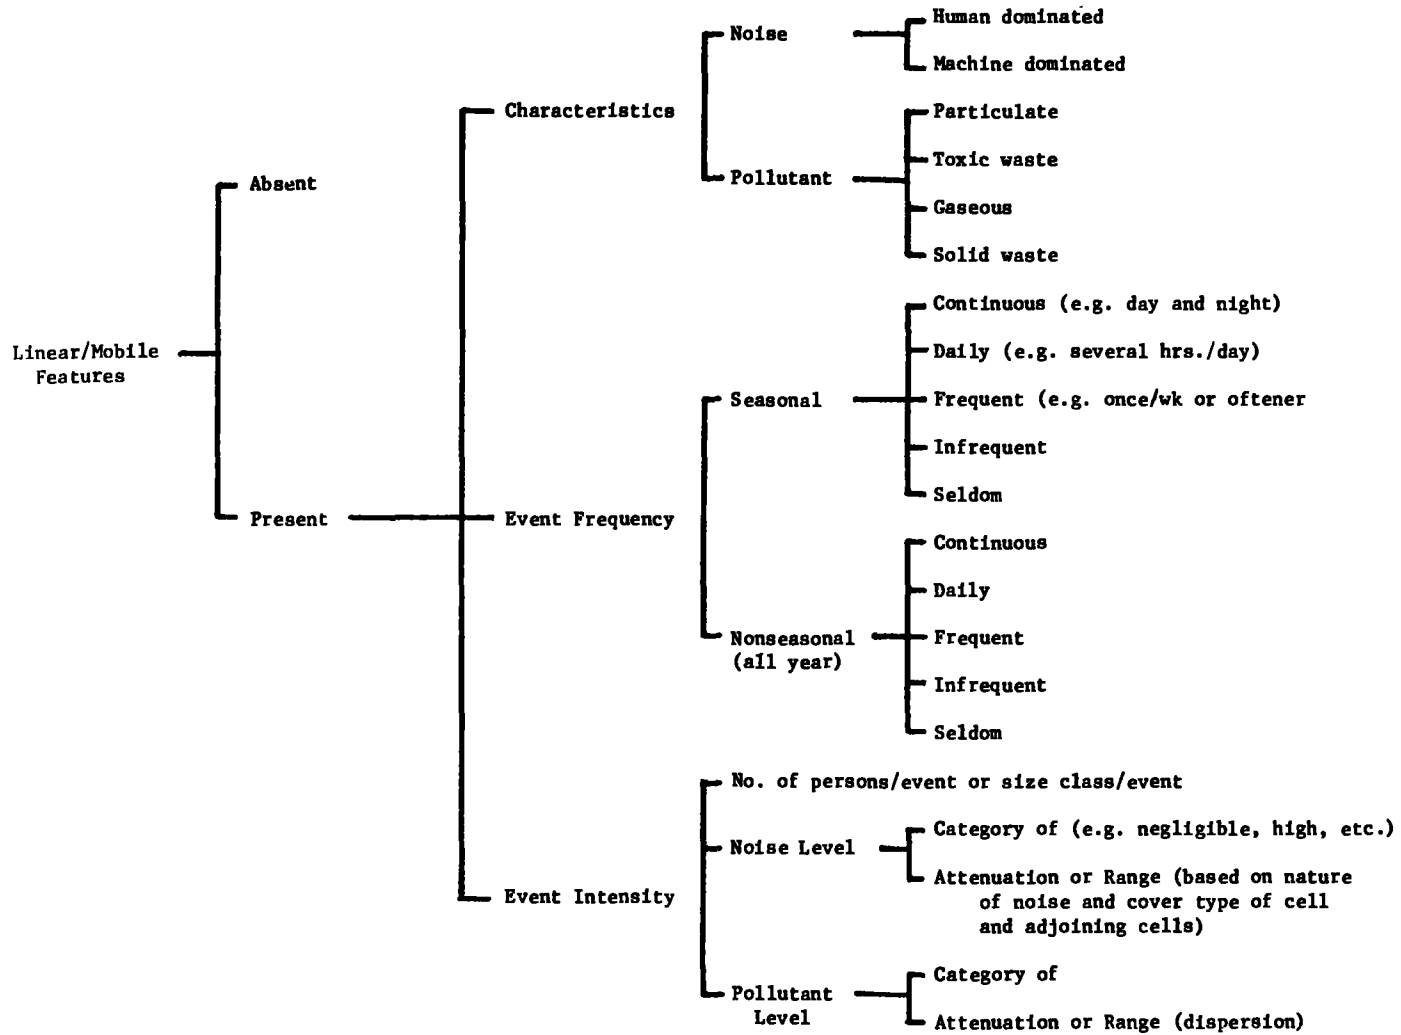 Human dominated
Noise
Machine dominated
Characteristics
Particulate
Toxic waste
Absent
Pollutant
Gaseous
Solid waste
Continuous (e.g. day and night)
Linear/Mobile
Features
Daily (e.g. several hrs./day)
Seasonal
Frequent (e.g. once/wk or oftener
Infrequent
Seldom
Present
Event Frequency
Continuous
Daily
Nonseasonal
(all year)
Frequent
Infrequent
Seldom
No. of persons/event or size class/event
Category of (e.g. negligible, high, etc.)
Noise Level
Attenuation or Range (based on nature
of noise and cover type of cell
and adjoining cells)
Event Intensity
Category of
Pollutant
Level
Attenuation or Range (dispersion)